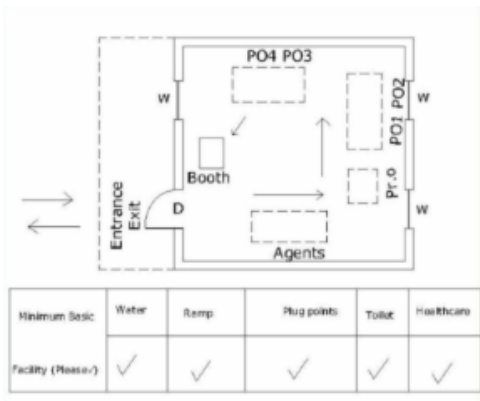 PO4 PO3
W
PO1 PO2
W
Booth
Pr.o
Entrance
Exit
D
W
Agents
Minimum Basic
Water
Ramp
Plug points
Toilet
Healthcare
Facility (Please✓)
✓ ✓ ✓ ✓ ✓